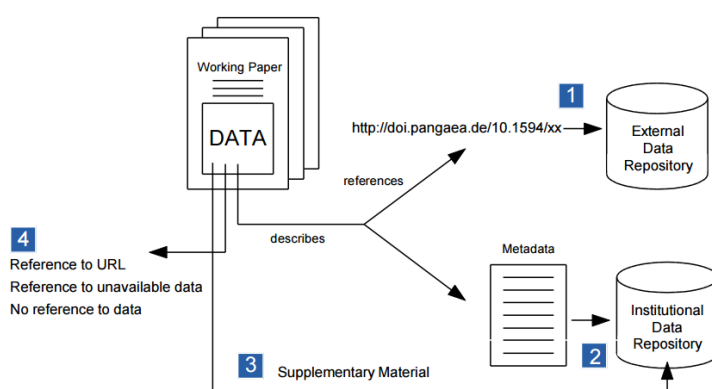 Working Paper
DATA
1
http://doi.pangaea.de/10.1594/xx
External
Data
Repository
references
describes
4
Reference to URL
Reference to unavailable data
No reference to data
Metadata
Institutional
Data
Repository
2
3
Supplementary Material